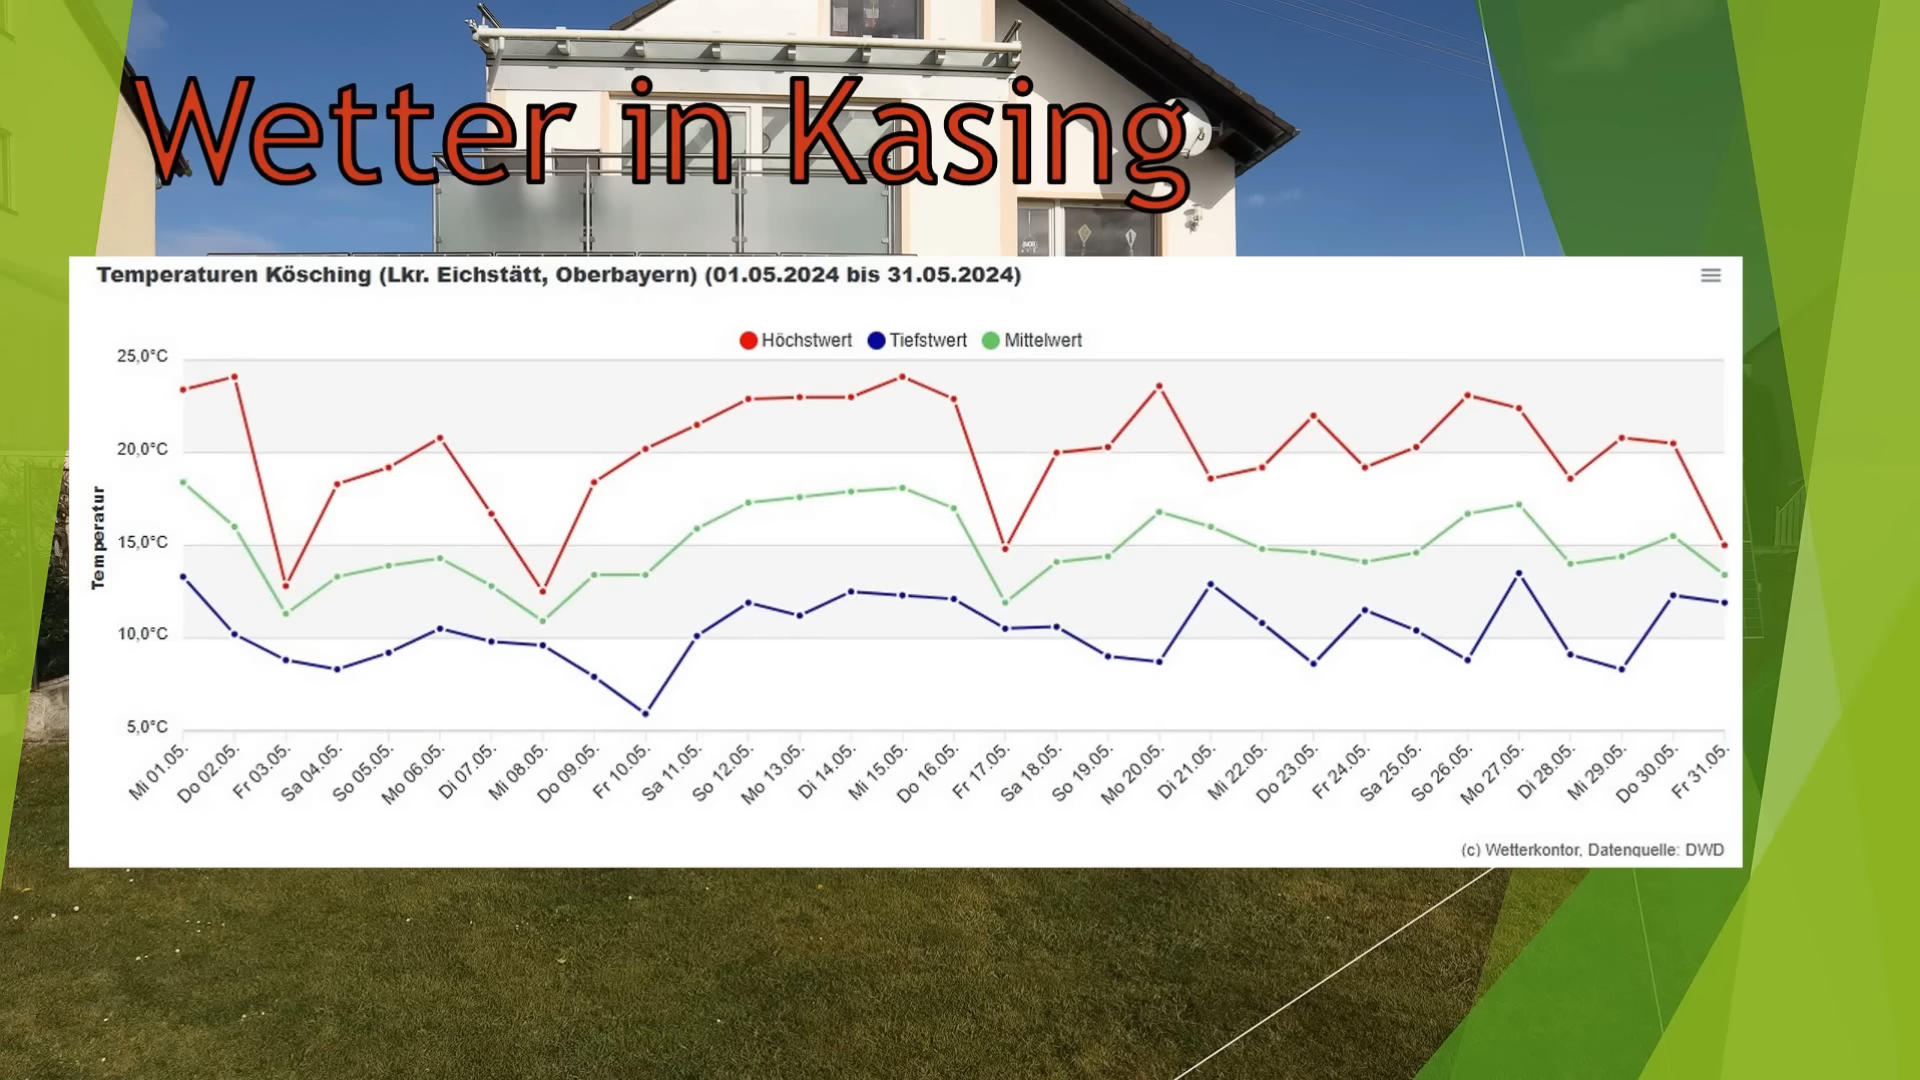 Wetter in Kasing
Temperaturen Kösching (Lkr. Eichstätt, Oberbayern) (01.05.2024 bis 31.05.2024)
Höchstwert Tiefstwert Mittelwert
25,0°C
20,0°C
15,0°C
10,0°C
5,0°C
Temperatur
Mi 01.05. Do 02.05. Fr 03.05. Sa 04.05. So 05.05. Mo 06.05. Di 07.05. Mi 08.05. Do 09.05. Fr 10.05. Sa 11.05. So 12.05. Mo 13.05. Di 14.05. Mi 15.05. Do 16.05. Fr 17.05. Sa 18.05. So 19.05. Mo 20.05. Di 21.05. Mi 22.05. Do 23.05. Fr 24.05. Sa 25.05. So 26.05. Mo 27.05. Di 28.05. Mi 29.05. Do 30.05. Fr 31.05.
(c) Wetterkontor, Datenquelle: DWD